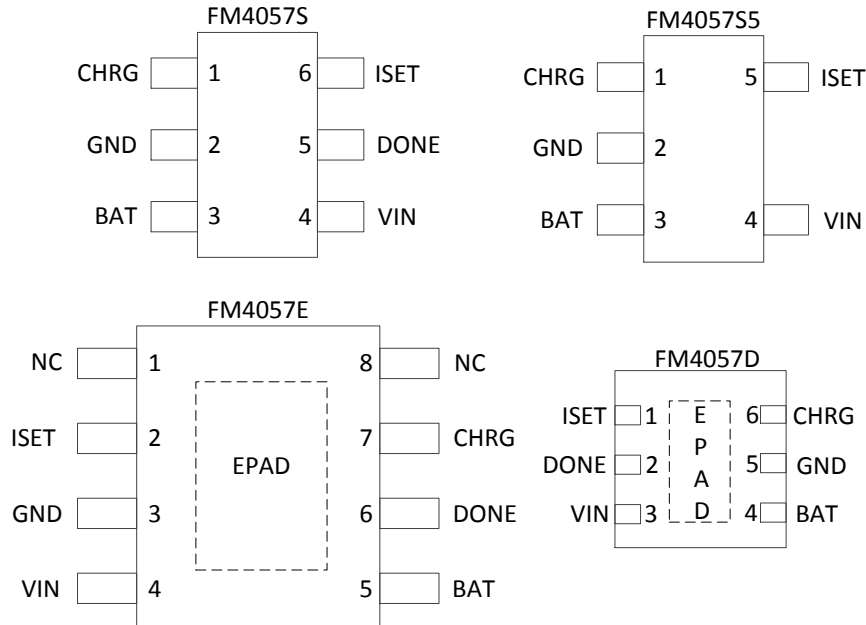 FM4057S
CHRG 1 6 ISET
GND 2 5 DONE
BAT 3 4 VIN
FM4057S5
CHRG 1 5 ISET
GND 2
BAT 3 4 VIN
FM4057E
NC 1 8 NC
ISET 2 7 CHRG
EPAD
GND 3 6 DONE
VIN 4 5 BAT
FM4057D
ISET 1 E 6 CHRG
DONE 2 P 5 GND
A
VIN 3 D 4 BAT